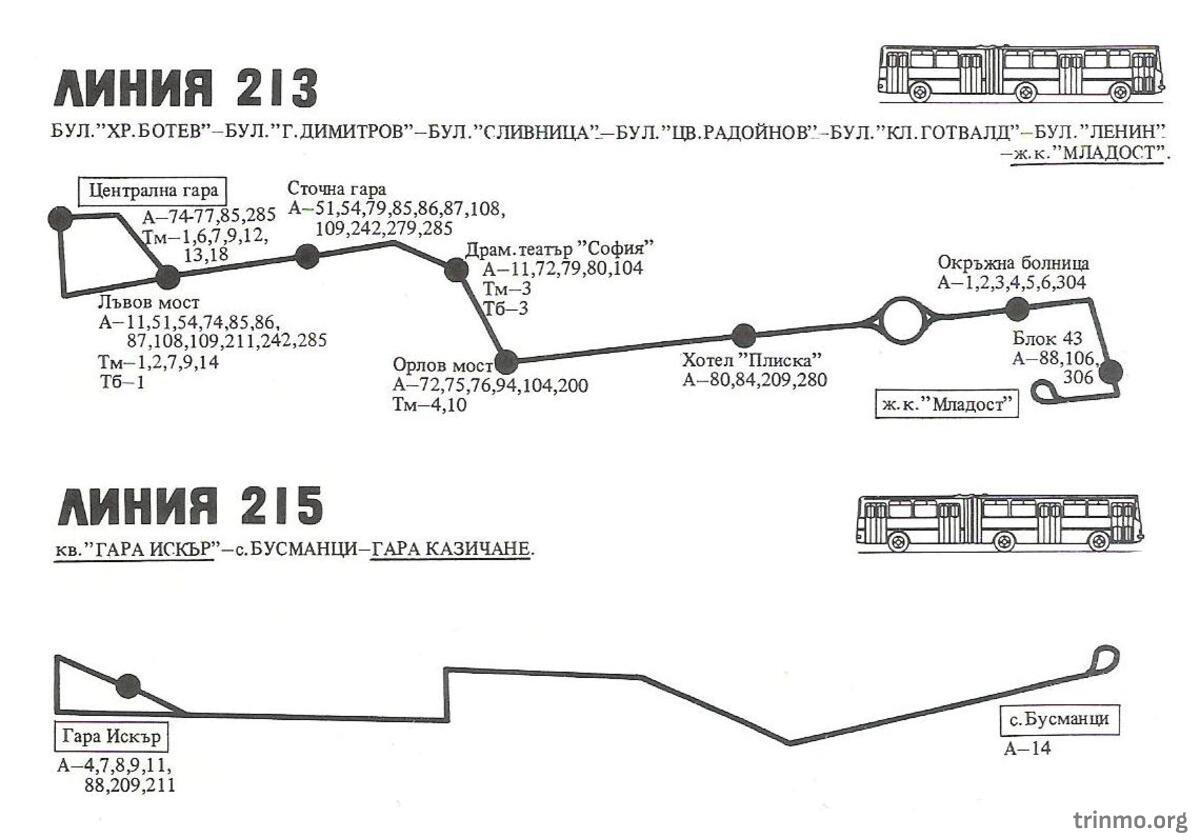 ЛИНИЯ 213
БУЛ."ХР.БОТЕВ"–БУЛ."Г.ДИМИТРОВ"–БУЛ."СЛИВНИЦА"–БУЛ."ЦВ.РАДОЙНОВ"–БУЛ."КЛ.ГОТВАЛД"–БУЛ."ЛЕНИН"
–ж.к."МЛАДОСТ".
Централна гара
А–74-77,85,285
Тм–1,6,7,9,12,
13,18
Сточна гара
А–51,54,79,85,86,87,108,
109,242,279,285
Драм.театър "София"
А–11,72,79,80,104
Тм–3
Тб–3
Окръжна болница
А–1,2,3,4,5,6,304
Лъвов мост
А–11,51,54,74,85,86,
87,108,109,211,242,285
Тм–1,2,7,9,14
Тб–1
Орлов мост
А–72,75,76,94,104,200
Тм–4,10
Хотел "Плиска"
А–80,84,209,280
Блок 43
А–88,106,
306
ж.к."Младост"
ЛИНИЯ 215
кв."ГАРА ИСКЪР"–с.БУСМАНЦИ–ГАРА КАЗИЧАНЕ.
Гара Искър
А–4,7,8,9,11,
88,209,211
с.Бусманци
А–14
trinmo.org